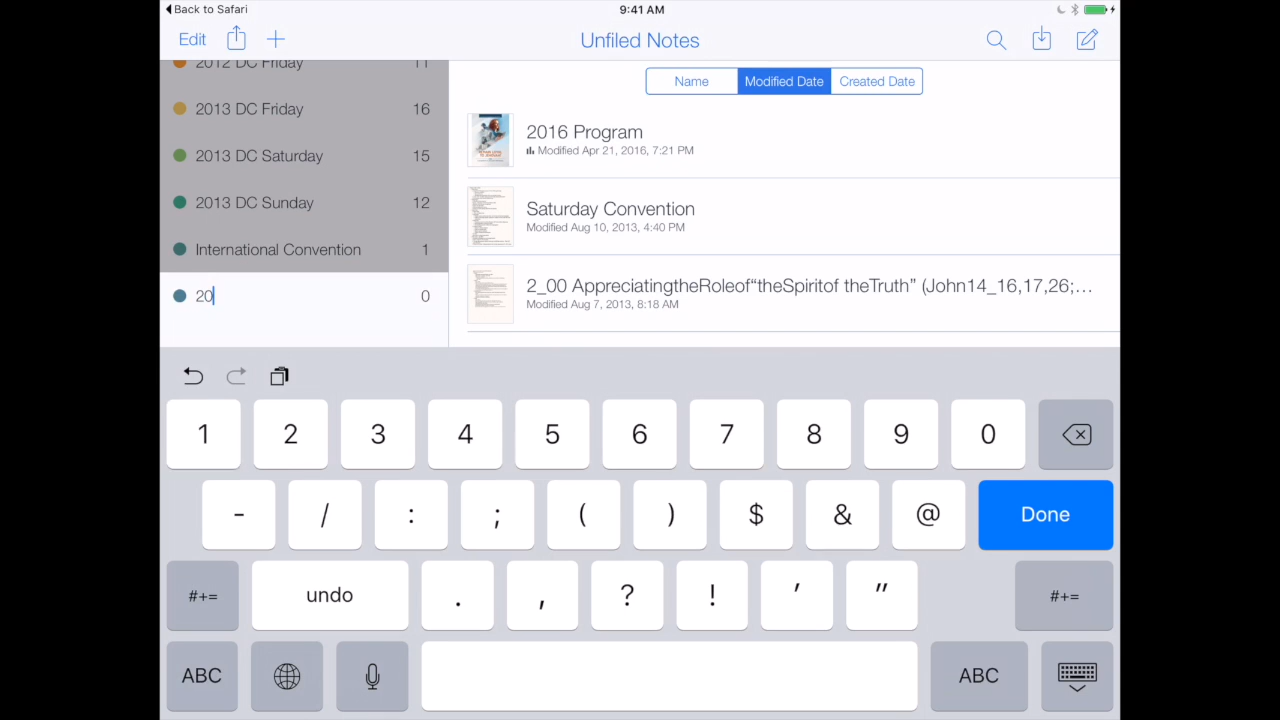 Back to Safari
9:41 AM
Edit
Unfiled Notes
Name
Modified Date
Created Date
2012 DC Friday 11
2013 DC Friday 16
2013 DC Saturday 15
2013 DC Sunday 12
International Convention 1
20 0
2016 Program
Modified Apr 21, 2016, 7:21 PM
Saturday Convention
Modified Aug 10, 2013, 4:40 PM
2_00 AppreciatingtheRoleof“theSpiritof theTruth” (John14_16,17,26;…
Modified Aug 7, 2013, 8:18 AM
1 2 3 4 5 6 7 8 9 0
- / : ; ( ) $ & @ Done
#+= undo . , ? ! ' " #+=
ABC ABC